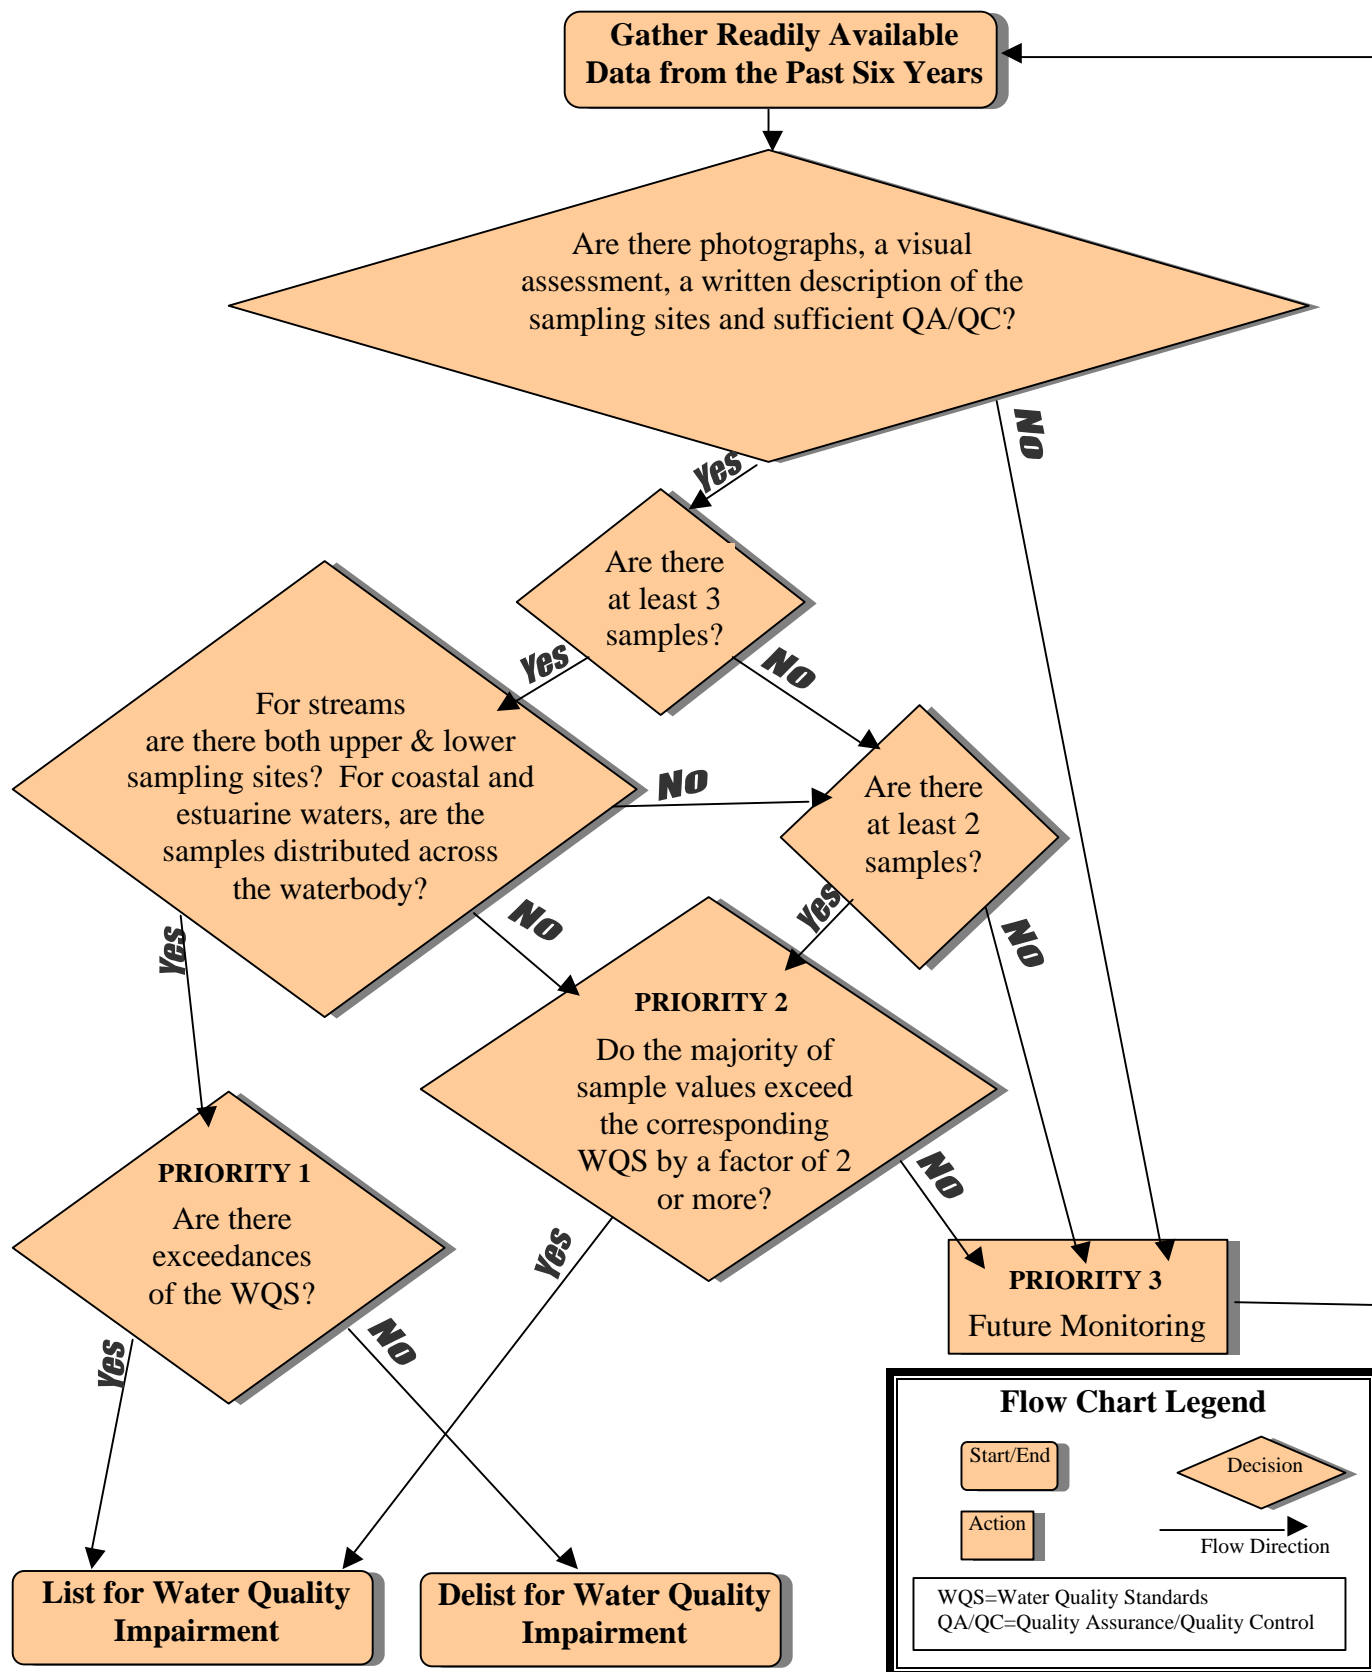 Gather Readily Available
Data from the Past Six Years
Are there photographs, a visual
assessment, a written description of the
sampling sites and sufficient QA/QC?
No
Yes
Are there
at least 3
samples?
Yes
No
For streams
are there both upper & lower
sampling sites? For coastal and
estuarine waters, are the
samples distributed across
the waterbody?
No
Are there
at least 2
samples?
Yes
No
Yes
No
PRIORITY 2
Do the majority of
sample values exceed
the corresponding
WQS by a factor of 2
or more?
No
Yes
PRIORITY 1
Are there
exceedances
of the WQS?
Yes
No
PRIORITY 3
Future Monitoring
List for Water Quality
Impairment
Delist for Water Quality
Impairment
Flow Chart Legend
Start/End
Decision
Action
Flow Direction
WQS=Water Quality Standards
QA/QC=Quality Assurance/Quality Control